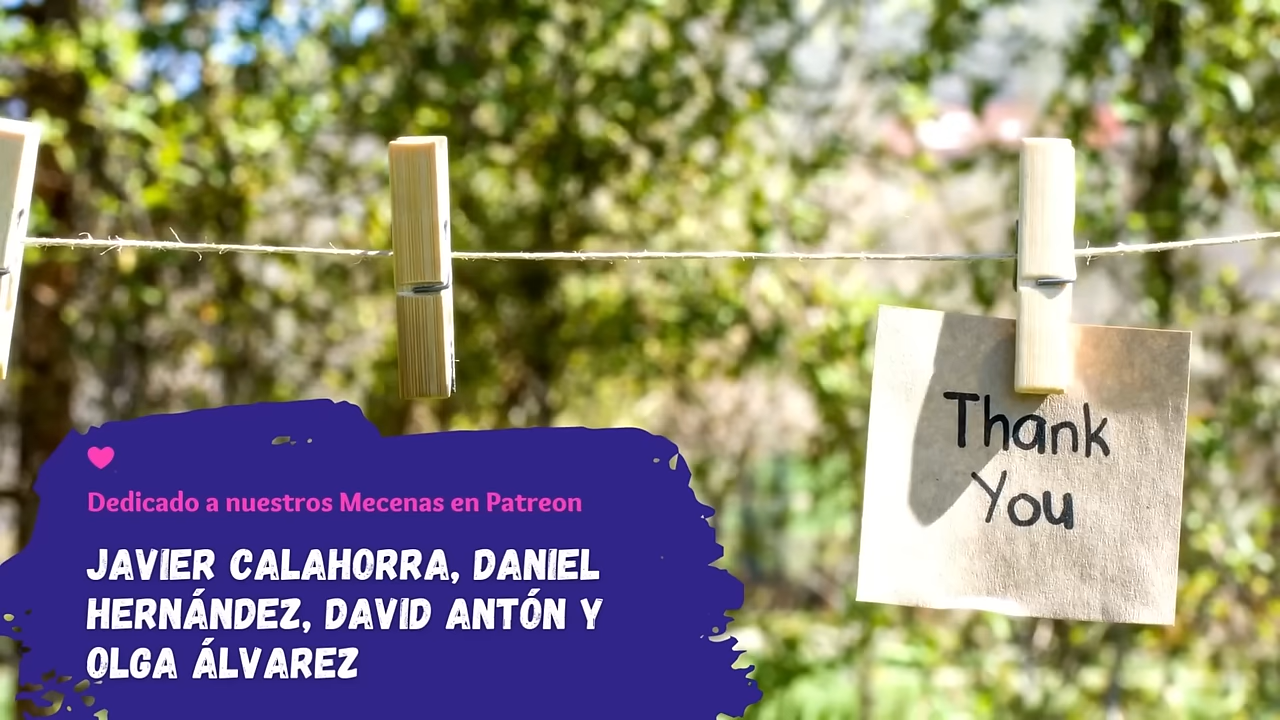 Thank
You
Dedicado a nuestros Mecenas en Patreon
JAVIER CALAHORRA, DANIEL
HERNÁNDEZ, DAVID ANTÓN Y
OLGA ÁLVAREZ